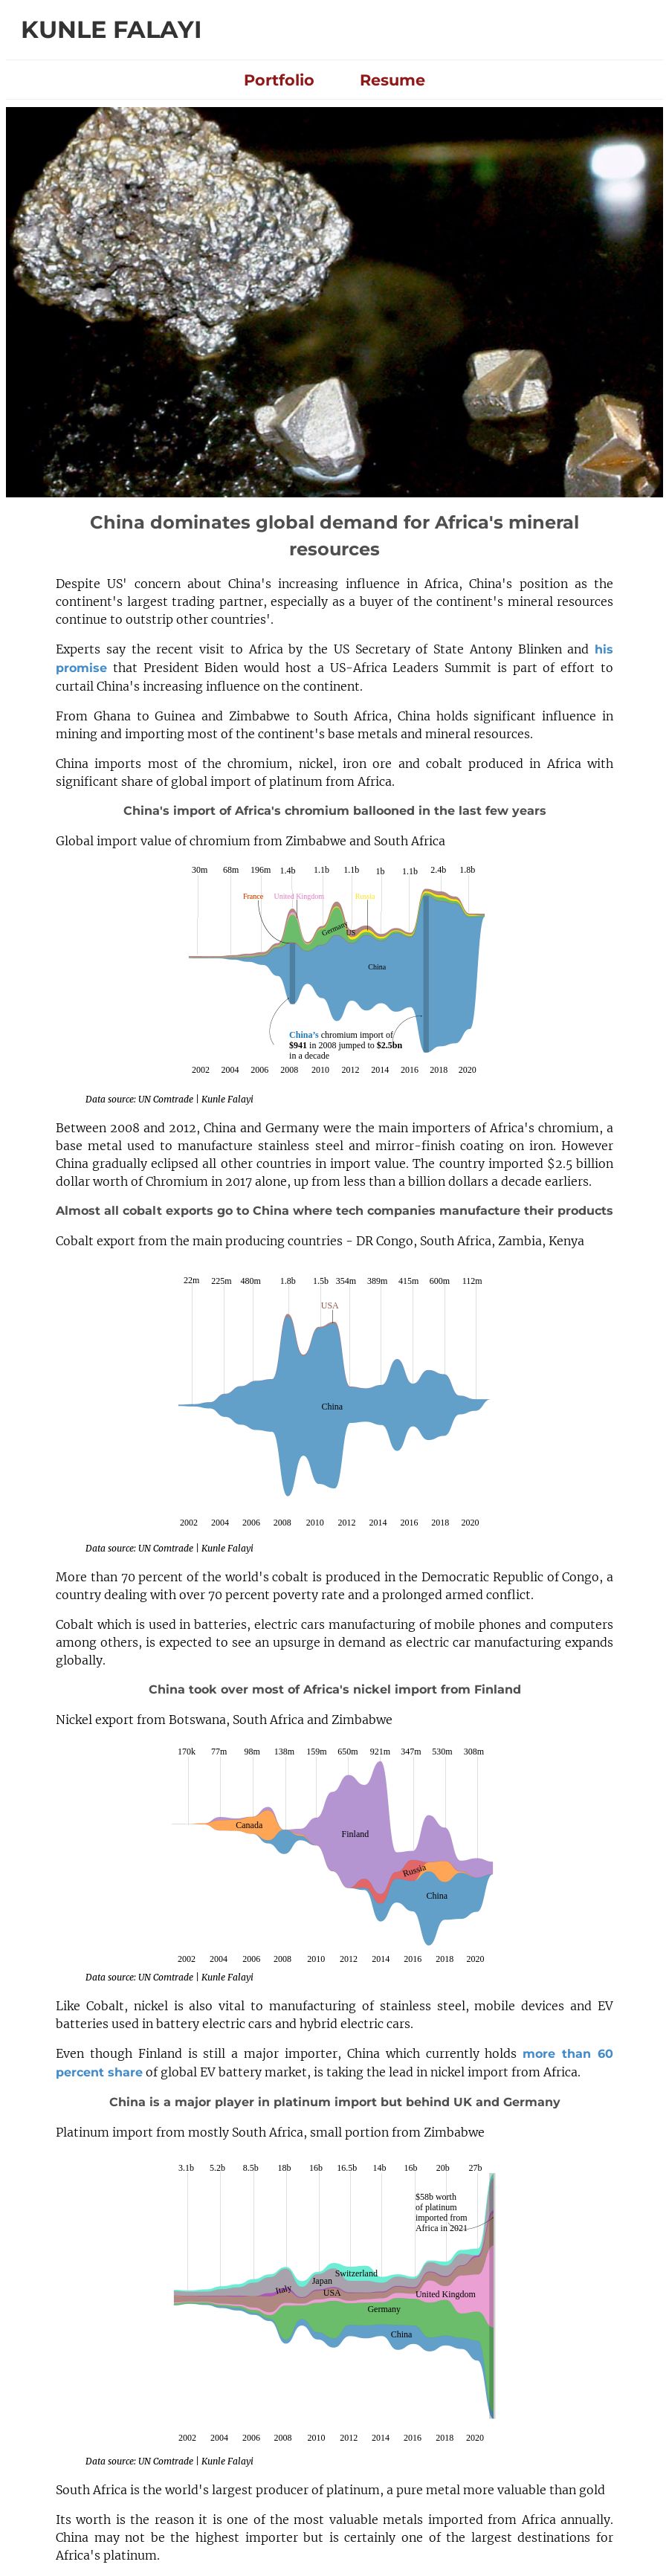 KUNLE FALAYI
Portfolio Resume
China dominates global demand for Africa's mineral
resources
Despite US' concern about China's increasing influence in Africa, China's position as the
continent's largest trading partner, especially as a buyer of the continent's mineral resources
continue to outstrip other countries'.
Experts say the recent visit to Africa by the US Secretary of State Antony Blinken and his
promise that President Biden would host a US-Africa Leaders Summit is part of effort to
curtail China's increasing influence on the continent.
From Ghana to Guinea and Zimbabwe to South Africa, China holds significant influence in
mining and importing most of the continent's base metals and mineral resources.
China imports most of the chromium, nickel, iron ore and cobalt produced in Africa with
significant share of global import of platinum from Africa.
China's import of Africa's chromium ballooned in the last few years
Global import value of chromium from Zimbabwe and South Africa
30m 68m 196m 1.4b 1.1b 1.1b 1b 1.1b 2.4b 1.8b
France United Kingdom Russia
Germany US
China
China's chromium import of
$941 in 2008 jumped to $2.5bn
in a decade
2002 2004 2006 2008 2010 2012 2014 2016 2018 2020
Data source: UN Comtrade | Kunle Falayi
Between 2008 and 2012, China and Germany were the main importers of Africa's chromium, a
base metal used to manufacture stainless steel and mirror-finish coating on iron. However
China gradually eclipsed all other countries in import value. The country imported $2.5 billion
dollar worth of Chromium in 2017 alone, up from less than a billion dollars a decade earliers.
Almost all cobalt exports go to China where tech companies manufacture their products
Cobalt export from the main producing countries - DR Congo, South Africa, Zambia, Kenya
22m 225m 480m 1.8b 1.5b 354m 389m 415m 600m 112m
USA
China
2002 2004 2006 2008 2010 2012 2014 2016 2018 2020
Data source: UN Comtrade | Kunle Falayi
More than 70 percent of the world's cobalt is produced in the Democratic Republic of Congo, a
country dealing with over 70 percent poverty rate and a prolonged armed conflict.
Cobalt which is used in batteries, electric cars manufacturing of mobile phones and computers
among others, is expected to see an upsurge in demand as electric car manufacturing expands
globally.
China took over most of Africa's nickel import from Finland
Nickel export from Botswana, South Africa and Zimbabwe
170k 77m 98m 138m 159m 650m 921m 347m 530m 308m
Canada
Finland
Russia
China
2002 2004 2006 2008 2010 2012 2014 2016 2018 2020
Data source: UN Comtrade | Kunle Falayi
Like Cobalt, nickel is also vital to manufacturing of stainless steel, mobile devices and EV
batteries used in battery electric cars and hybrid electric cars.
Even though Finland is still a major importer, China which currently holds more than 60
percent share of global EV battery market, is taking the lead in nickel import from Africa.
China is a major player in platinum import but behind UK and Germany
Platinum import from mostly South Africa, small portion from Zimbabwe
3.1b 5.2b 8.5b 18b 16b 16.5b 14b 16b 20b 27b
$58b worth
of platinum
imported from
Africa in 2021
Switzerland
Japan
Italy USA United Kingdom
Germany
China
2002 2004 2006 2008 2010 2012 2014 2016 2018 2020
Data source: UN Comtrade | Kunle Falayi
South Africa is the world's largest producer of platinum, a pure metal more valuable than gold
Its worth is the reason it is one of the most valuable metals imported from Africa annually.
China may not be the highest importer but is certainly one of the largest destinations for
Africa's platinum.